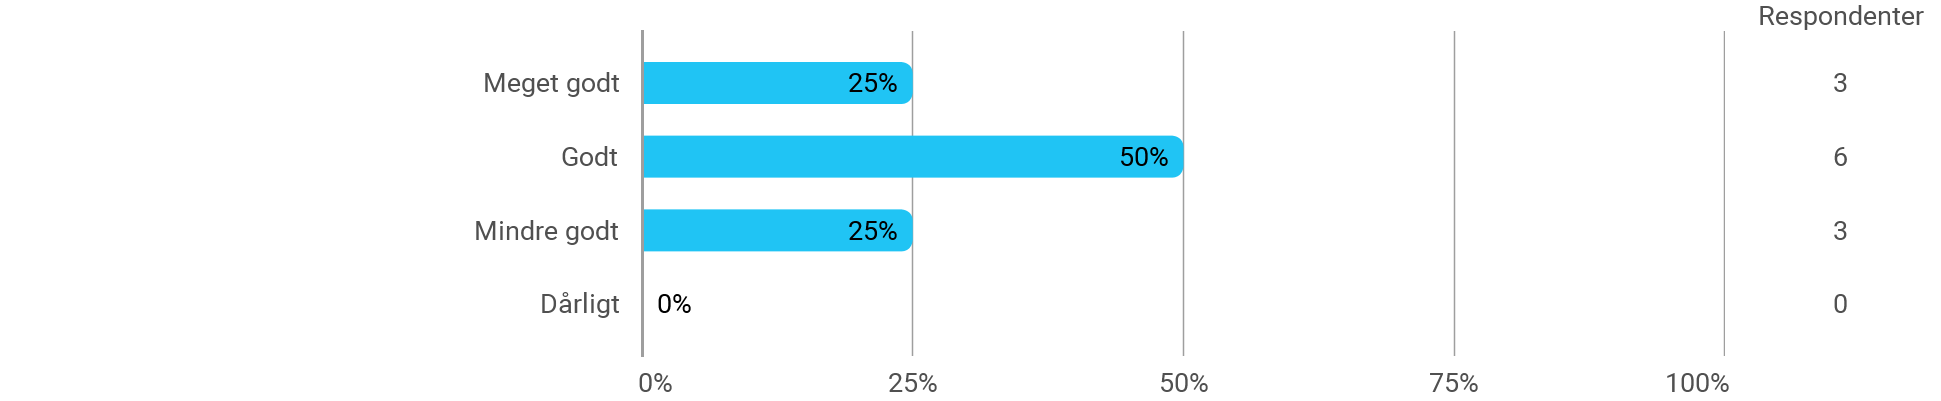 Respondenter
Meget godt 25% 3
Godt 50% 6
Mindre godt 25% 3
Dårligt 0% 0
0% 25% 50% 75% 100%